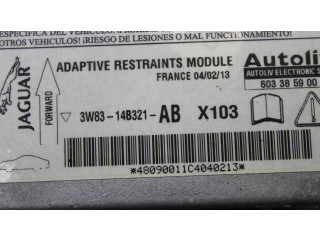 ESPECIFICA DEL VEHICULO.
OTROS VEHICULOS! ¡RIESGO DE LESIONES O MAL FUNCIONAMIENTO!
JAGUAR
FORWARD
ADAPTIVE RESTRAINTS MODULE
FRANCE 04/02/13
Autoliv
AUTOLIV ELECTRONIC
603 38 59 00
3W83-14B321-AB X103
*48090011C4040213*